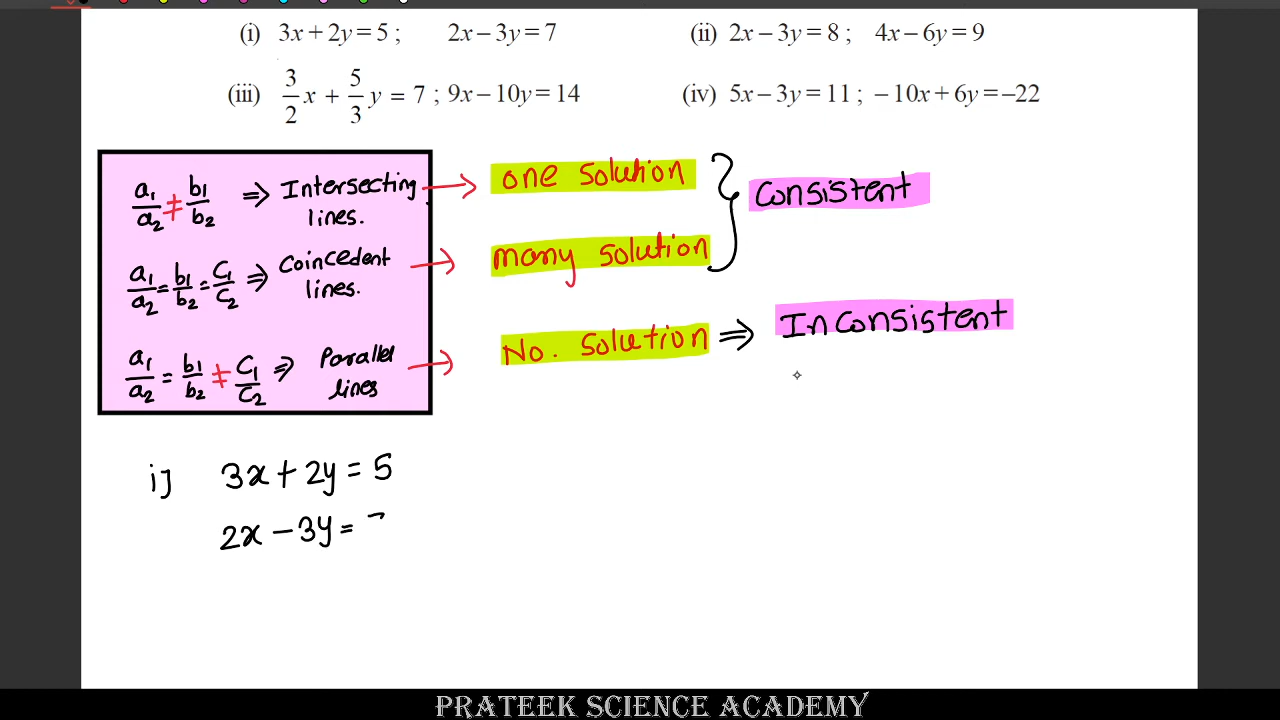 (i) 3x + 2y = 5 ; 2x – 3y = 7 (ii) 2x – 3y = 8 ; 4x – 6y = 9
(iii) 3/2 x + 5/3 y = 7 ; 9x – 10y = 14 (iv) 5x – 3y = 11 ; – 10x + 6y = –22
a1/a2 ≠ b1/b2 ⇒ Intersecting lines. → one solution
Consistent
a1/a2 = b1/b2 = C1/C2 ⇒ Coincedent lines. → many solution
a1/a2 = b1/b2 ≠ C1/C2 ⇒ Parallel lines → No. solution ⇒ Inconsistent
i] 3x + 2y = 5
2x – 3y =
PRATEEK SCIENCE ACADEMY